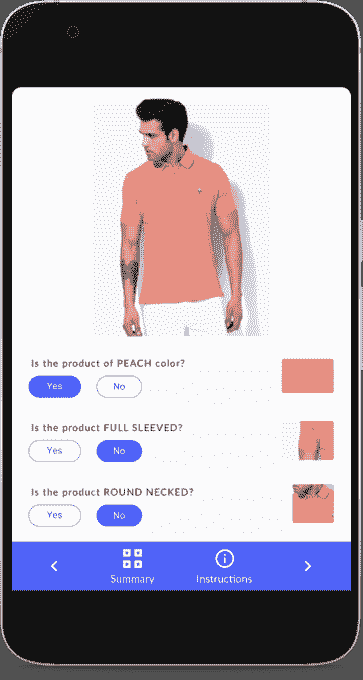 Is the product of PEACH color?
Yes No
Is the product FULL SLEEVED?
Yes No
Is the product ROUND NECKED?
Yes No
Summary Instructions